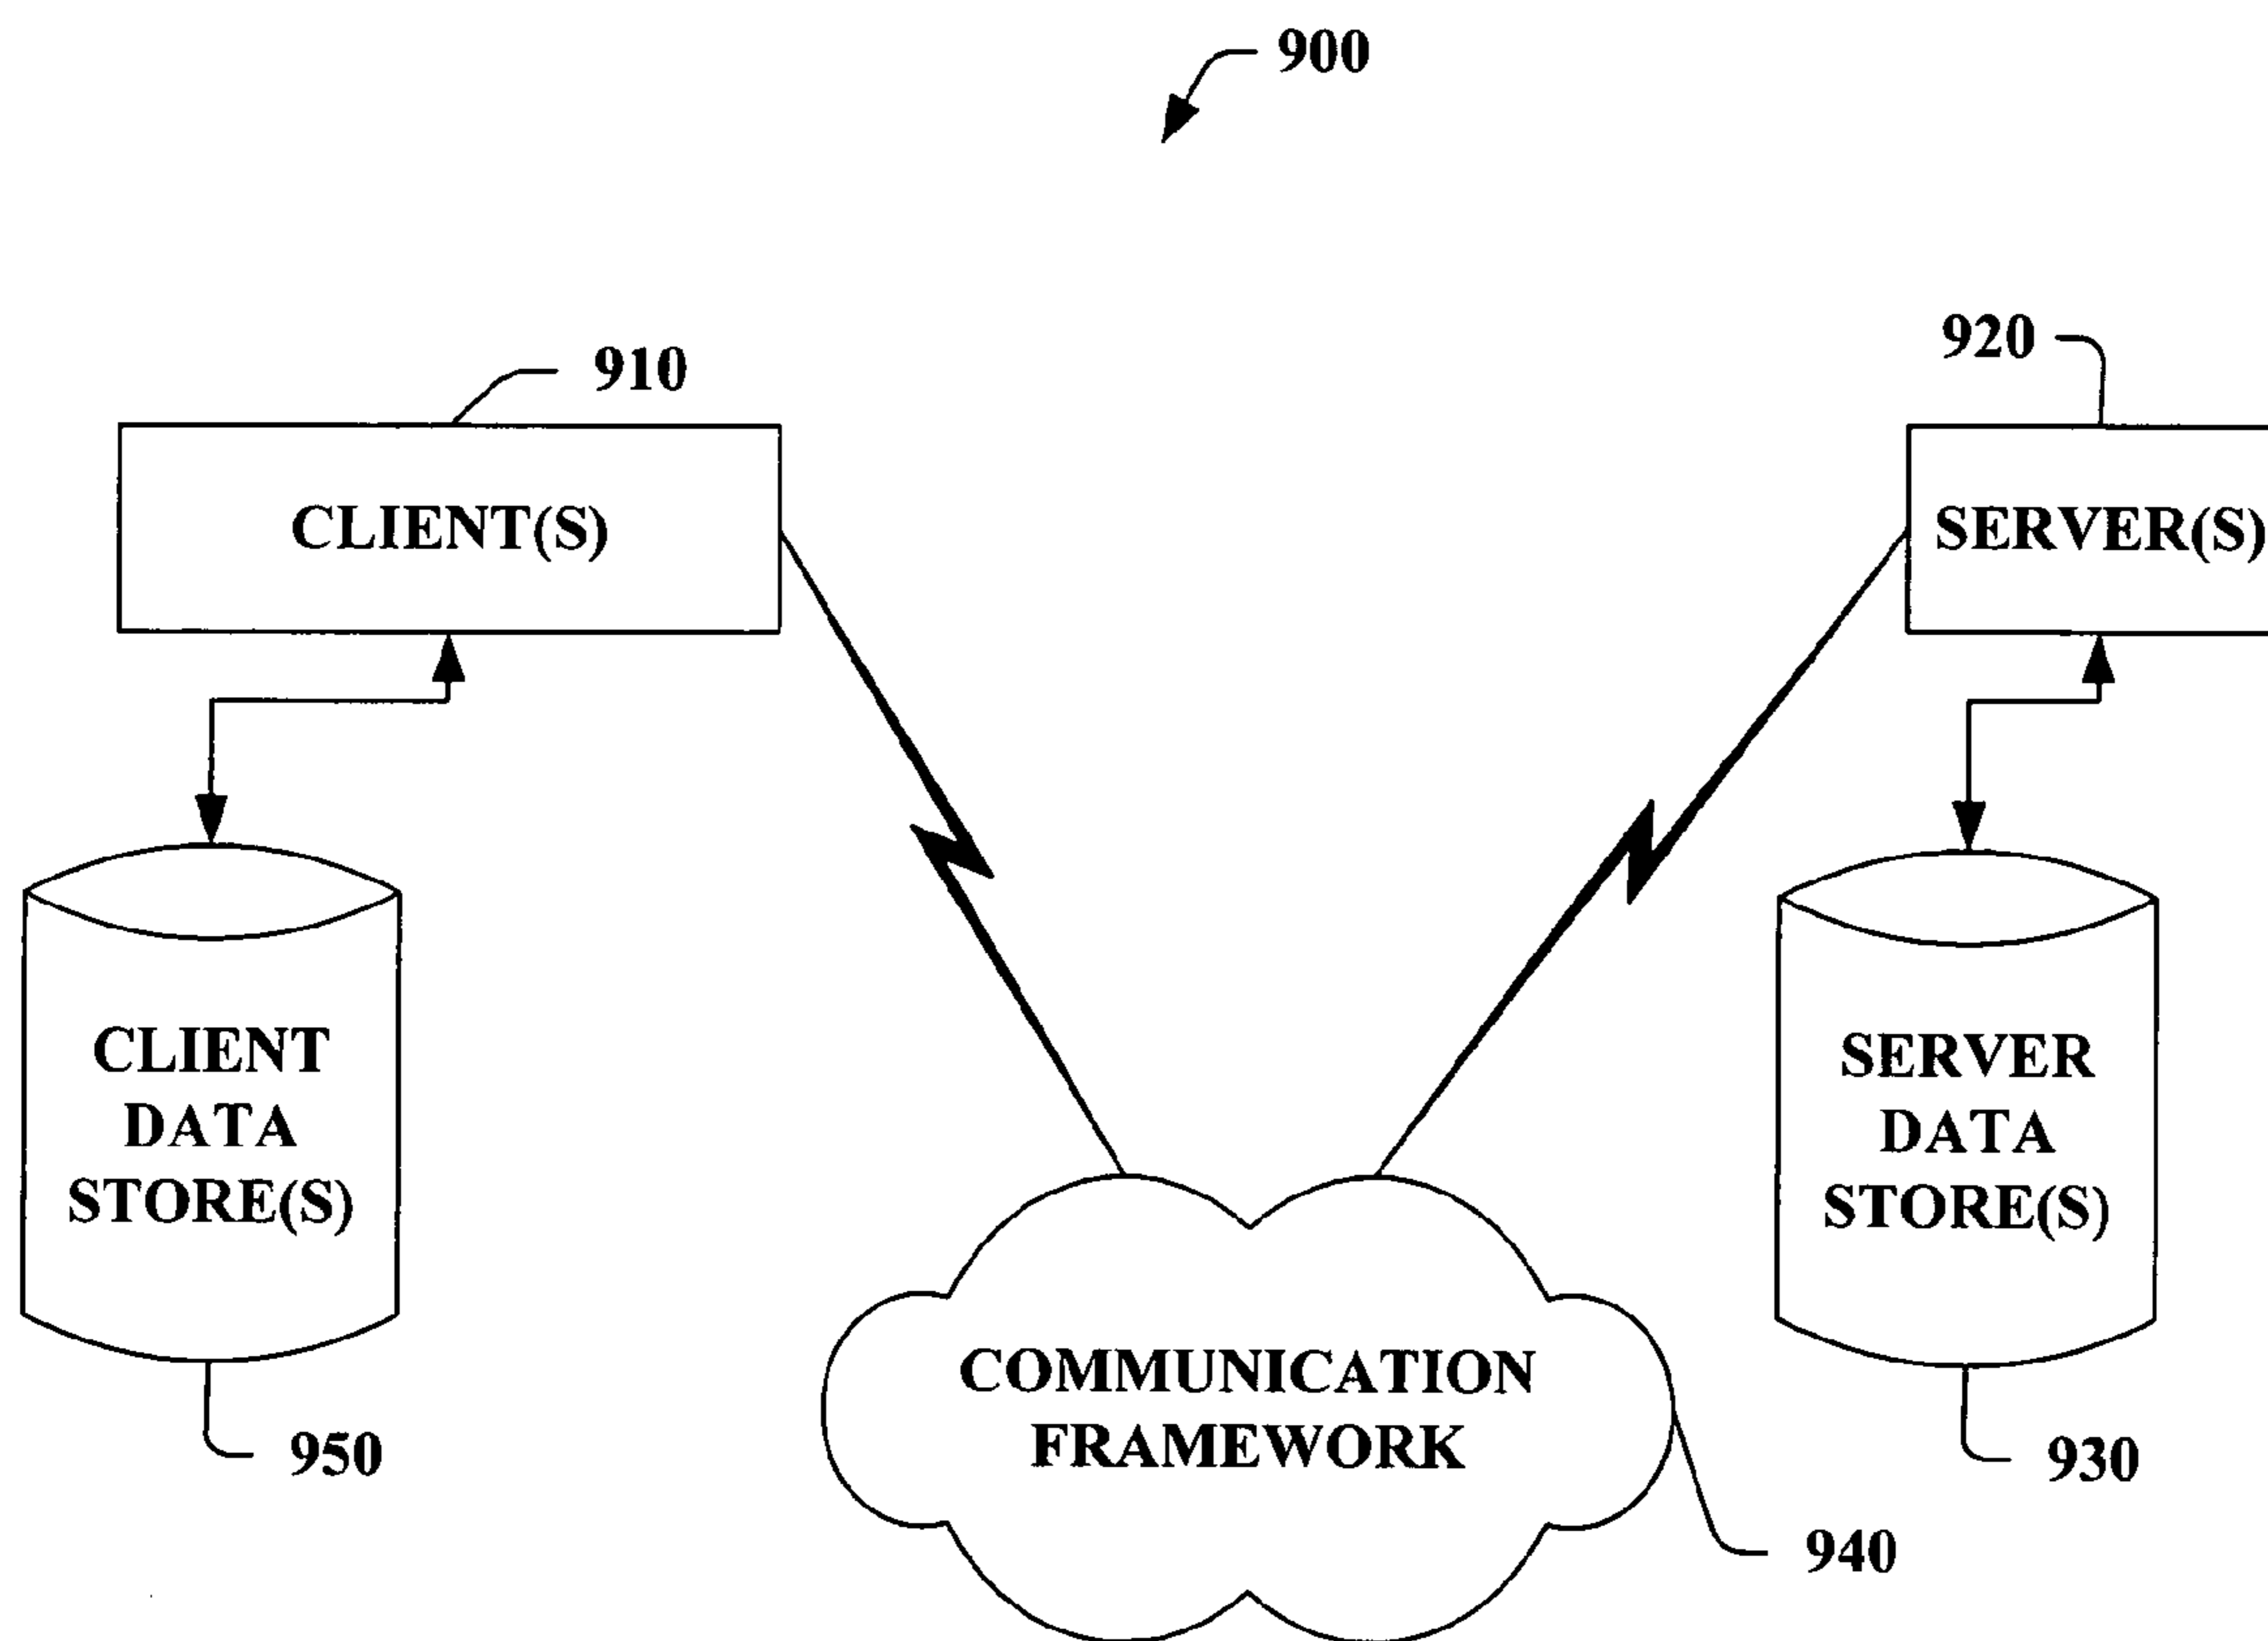 900
910
920
CLIENT(S)
SERVER(S)
CLIENT
DATA
STORE(S)
SERVER
DATA
STORE(S)
COMMUNICATION
FRAMEWORK
950
930
940